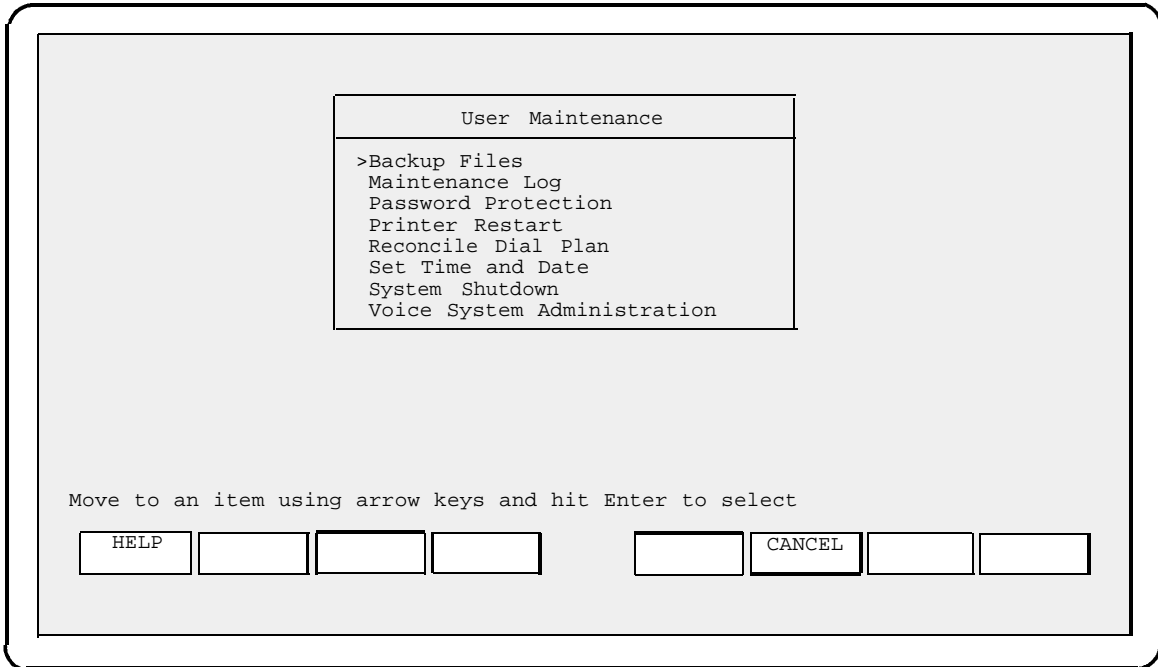 User Maintenance
>Backup Files
Maintenance Log
Password Protection
Printer Restart
Reconcile Dial Plan
Set Time and Date
System Shutdown
Voice System Administration
Move to an item using arrow keys and hit Enter to select
HELP CANCEL